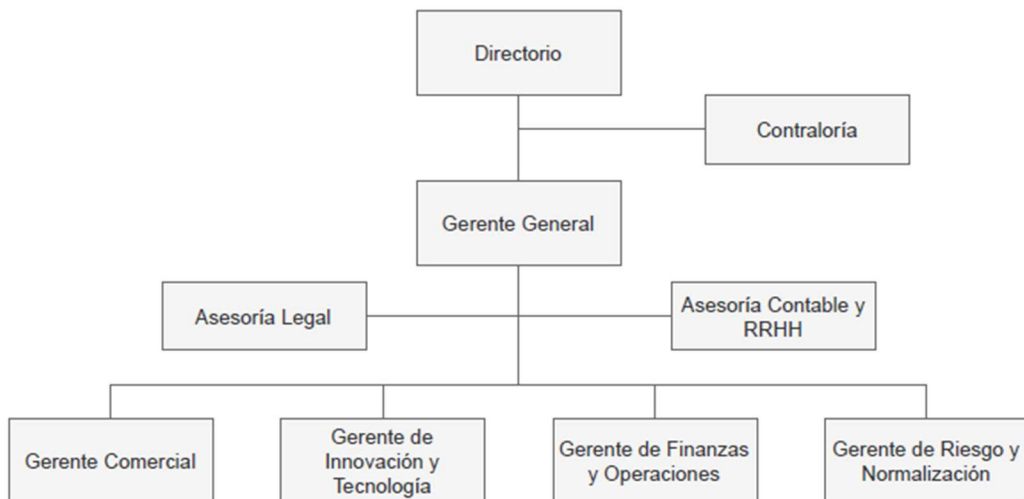 Directorio
Contraloría
Gerente General
Asesoría Legal
Asesoría Contable y
RRHH
Gerente Comercial
Gerente de
Innovación y
Tecnología
Gerente de Finanzas
y Operaciones
Gerente de Riesgo y
Normalización